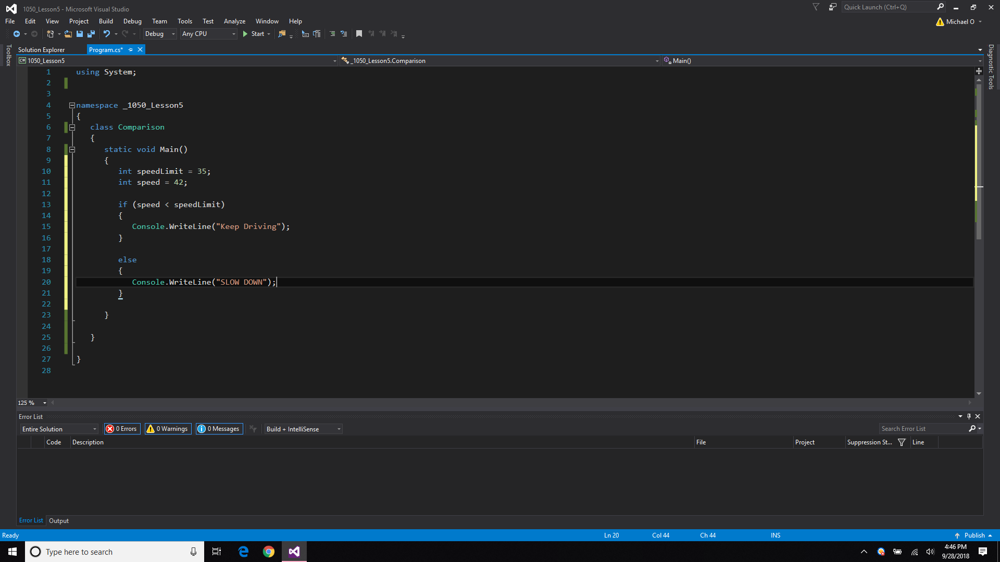 1050_Lesson5 - Microsoft Visual Studio
Quick Launch (Ctrl+Q)
File Edit View Project Build Debug Team Tools Test Analyze Window Help
Michael O
Debug Any CPU Start
Toolbox
Solution Explorer Program.cs*
Diagnostic Tools
C# 1050_Lesson5 _1050_Lesson5.Comparison Main()
1 using System;
2
3
4 namespace _1050_Lesson5
5 {
6 class Comparison
7 {
8 static void Main()
9 {
10 int speedLimit = 35;
11 int speed = 42;
12
13 if (speed < speedLimit)
14 {
15 Console.WriteLine("Keep Driving");
16 }
17
18 else
19 {
20 Console.WriteLine("SLOW DOWN");
21 }
22
23 }
24
25 }
26
27 }
28
125 %
Error List
Entire Solution 0 Errors 0 Warnings 0 Messages Build + IntelliSense Search Error List
Code Description File Project Suppression St... Line
Error List Output
Ready Ln 20 Col 44 Ch 44 INS Publish
Type here to search
4:46 PM
9/28/2018